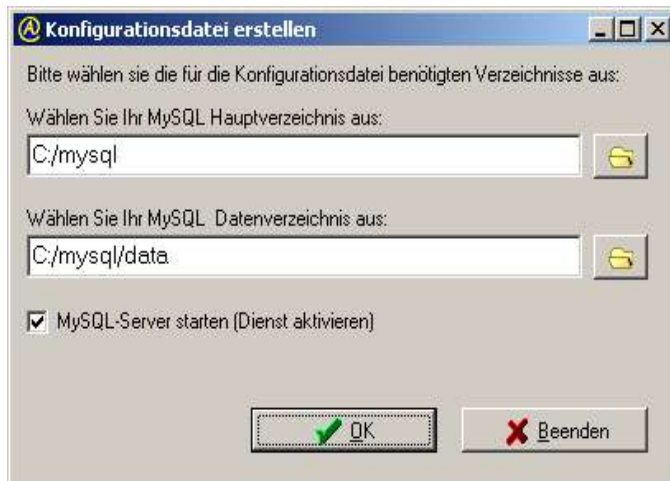 Konfigurationsdatei erstellen
Bitte wählen sie die für die Konfigurationsdatei benötigten Verzeichnisse aus:
Wählen Sie Ihr MySQL Hauptverzeichnis aus:
C:/mysql
Wählen Sie Ihr MySQL Datenverzeichnis aus:
C:/mysql/data
MySQL-Server starten (Dienst aktivieren)
OK
Beenden